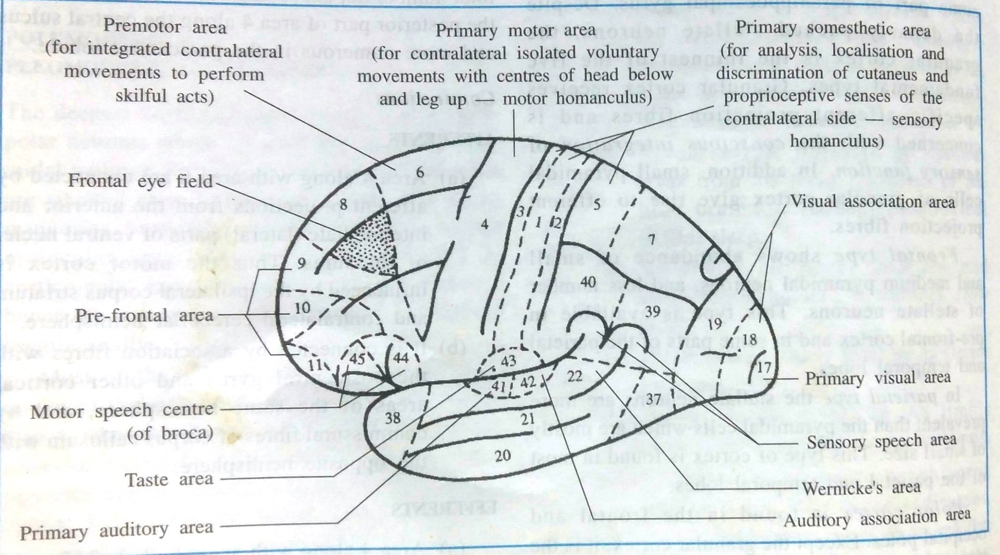 Premotor area
(for integrated contralateral
movements to perform
skilful acts)
Primary motor area
(for contralateral isolated voluntary
movements with centres of head below
and leg up — motor homanculus)
Primary somesthetic area
(for analysis, localisation and
discrimination of cutaneus and
proprioceptive senses of the
contralateral side — sensory
homanculus)
Frontal eye field
Visual association area
Pre-frontal area
Motor speech centre
(of broca)
Taste area
Primary auditory area
Primary visual area
Sensory speech area
Wernicke's area
Auditory association area
6
8
4
3
1
2
5
7
9
10
40
39
19
18
17
11
45
44
43
41
42
22
37
38
21
20